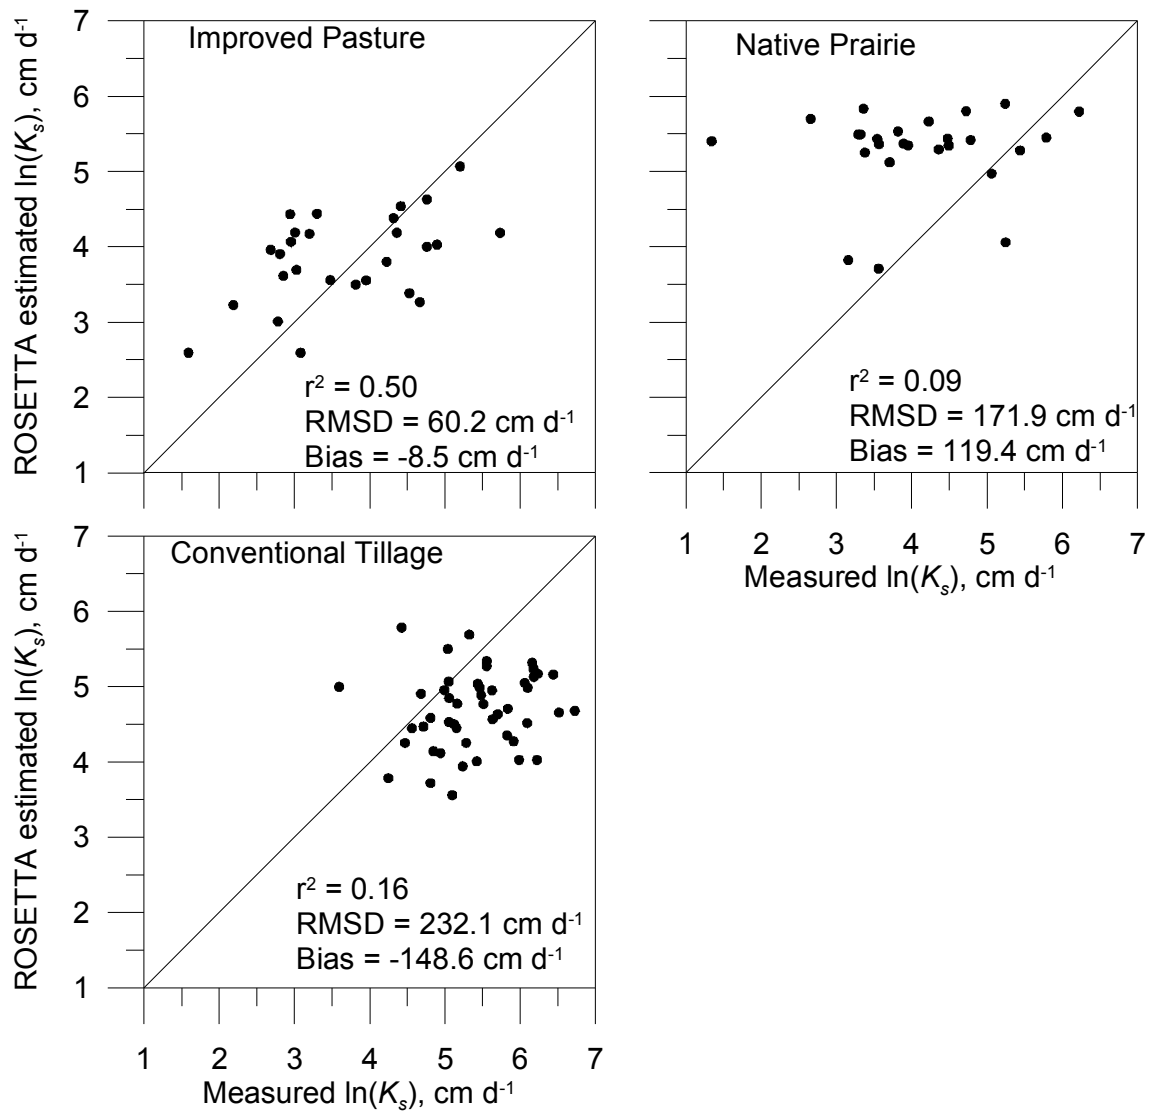 Improved Pasture
ROSETTA estimated ln(Kₛ), cm d⁻¹
7
6
5
4
3
2
1
r² = 0.50
RMSD = 60.2 cm d⁻¹
Bias = -8.5 cm d⁻¹
Native Prairie
r² = 0.09
RMSD = 171.9 cm d⁻¹
Bias = 119.4 cm d⁻¹
1 2 3 4 5 6 7
Measured ln(Kₛ), cm d⁻¹
Conventional Tillage
ROSETTA estimated ln(Kₛ), cm d⁻¹
7
6
5
4
3
2
1
r² = 0.16
RMSD = 232.1 cm d⁻¹
Bias = -148.6 cm d⁻¹
1 2 3 4 5 6 7
Measured ln(Kₛ), cm d⁻¹